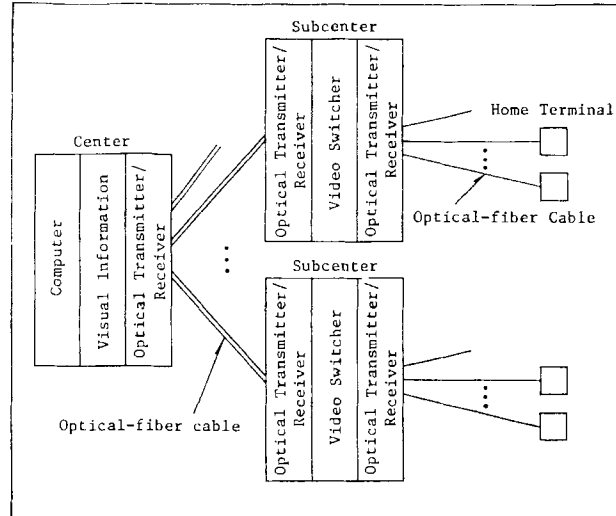 Subcenter
Optical Transmitter/
Receiver
Video Switcher
Optical Transmitter/
Receiver
Home Terminal
Optical-fiber Cable
Center
Computer
Visual Information
Optical Transmitter/
Receiver
Optical-fiber cable
Subcenter
Optical Transmitter/
Receiver
Video Switcher
Optical Transmitter/
Receiver